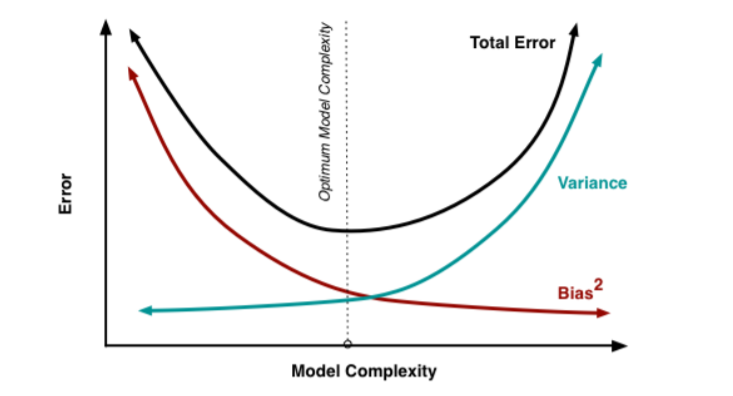 Total Error
Optimum Model Complexity
Error
Variance
Bias²
Model Complexity